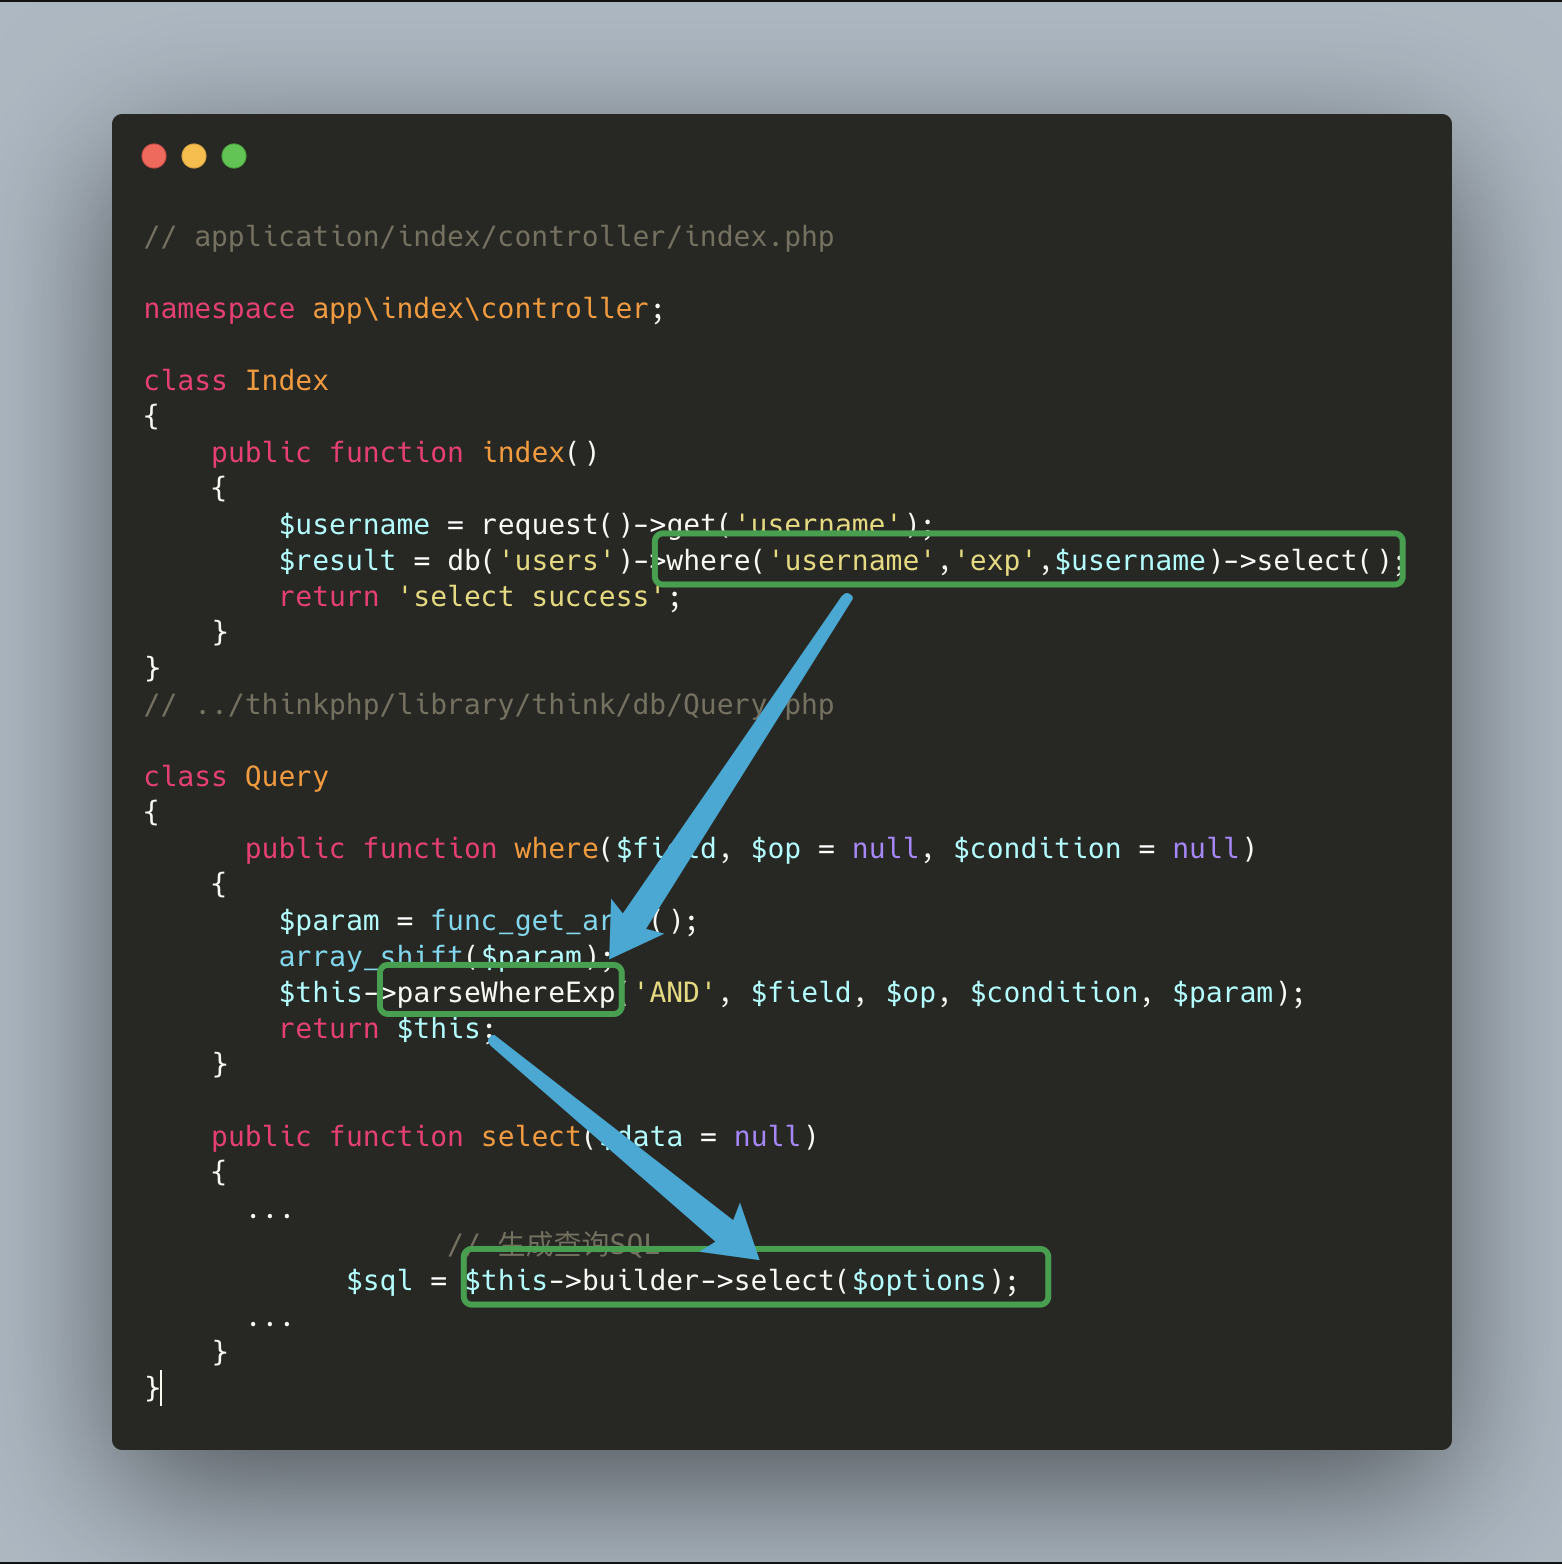 // application/index/controller/index.php
namespace app\index\controller;
class Index
{
public function index()
{
$username = request()->get('username');
$result = db('users')->where('username','exp',$username)->select();
return 'select success';
}
}
// ../thinkphp/library/think/db/Query.php
class Query
{
public function where($field, $op = null, $condition = null)
{
$param = func_get_args();
array_shift($param);
$this->parseWhereExp('AND', $field, $op, $condition, $param);
return $this;
}
public function select($data = null)
{
...
// 生成查询SQL
$sql = $this->builder->select($options);
...
}
}